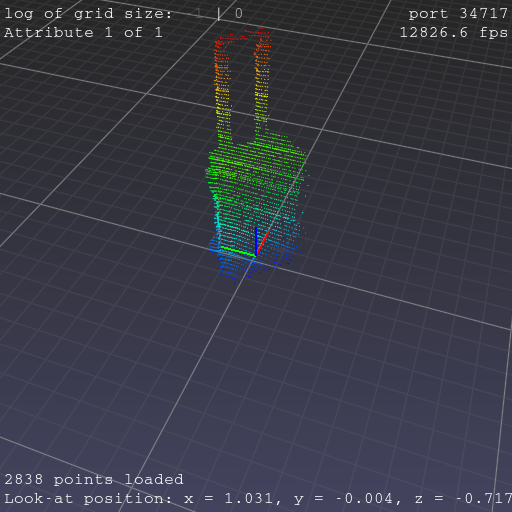 log of grid size: 1 | 0
port 34717
Attribute 1 of 1
12826.6 fps
2838 points loaded
Look-at position: x = 1.031, y = -0.004, z = -0.717